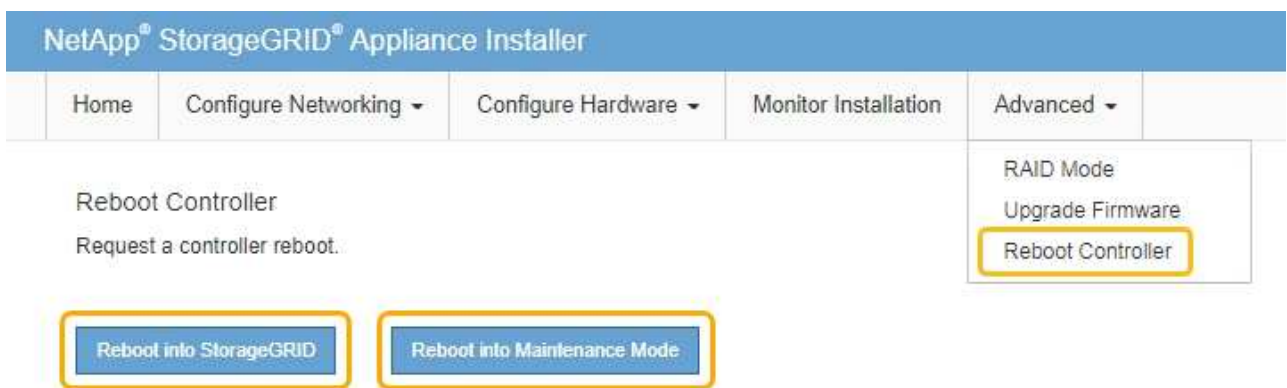 NetApp® StorageGRID® Appliance Installer
Home Configure Networking Configure Hardware Monitor Installation Advanced
RAID Mode
Upgrade Firmware
Reboot Controller
Reboot Controller
Request a controller reboot.
Reboot into StorageGRID Reboot into Maintenance Mode